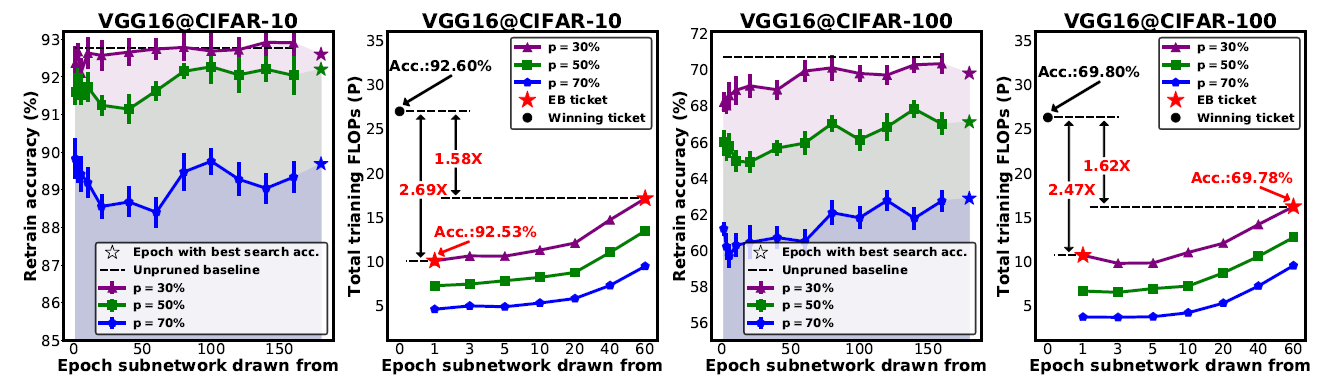 VGG16@CIFAR-10
Retrain accuracy (%)
93
92
91
90
89
88
87
86
85
Epoch with best search acc.
Unpruned baseline
p = 30%
p = 50%
p = 70%
0 50 100 150
Epoch subnetwork drawn from
VGG16@CIFAR-10
Total trianing FLOPs (P)
35
30
25
20
15
10
5
p = 30%
p = 50%
p = 70%
EB ticket
Winning ticket
Acc.:92.60%
1.58X
2.69X
Acc.:92.53%
0 1 3 5 10 20 40 60
Epoch subnetwork drawn from
VGG16@CIFAR-100
Retrain accuracy (%)
72
70
68
66
64
62
60
58
56
Epoch with best search acc.
Unpruned baseline
p = 30%
p = 50%
p = 70%
0 50 100 150
Epoch subnetwork drawn from
VGG16@CIFAR-100
Total trianing FLOPs (P)
35
30
25
20
15
10
5
p = 30%
p = 50%
p = 70%
EB ticket
Winning ticket
Acc.:69.80%
1.62X
2.47X
Acc.:69.78%
0 1 3 5 10 20 40 60
Epoch subnetwork drawn from